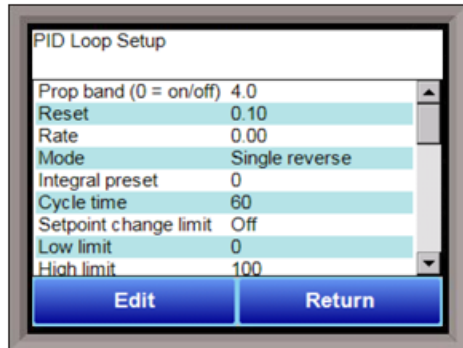 PID Loop Setup
Prop band (0 = on/off) 4.0
Reset 0.10
Rate 0.00
Mode Single reverse
Integral preset 0
Cycle time 60
Setpoint change limit Off
Low limit 0
High limit 100
Edit Return